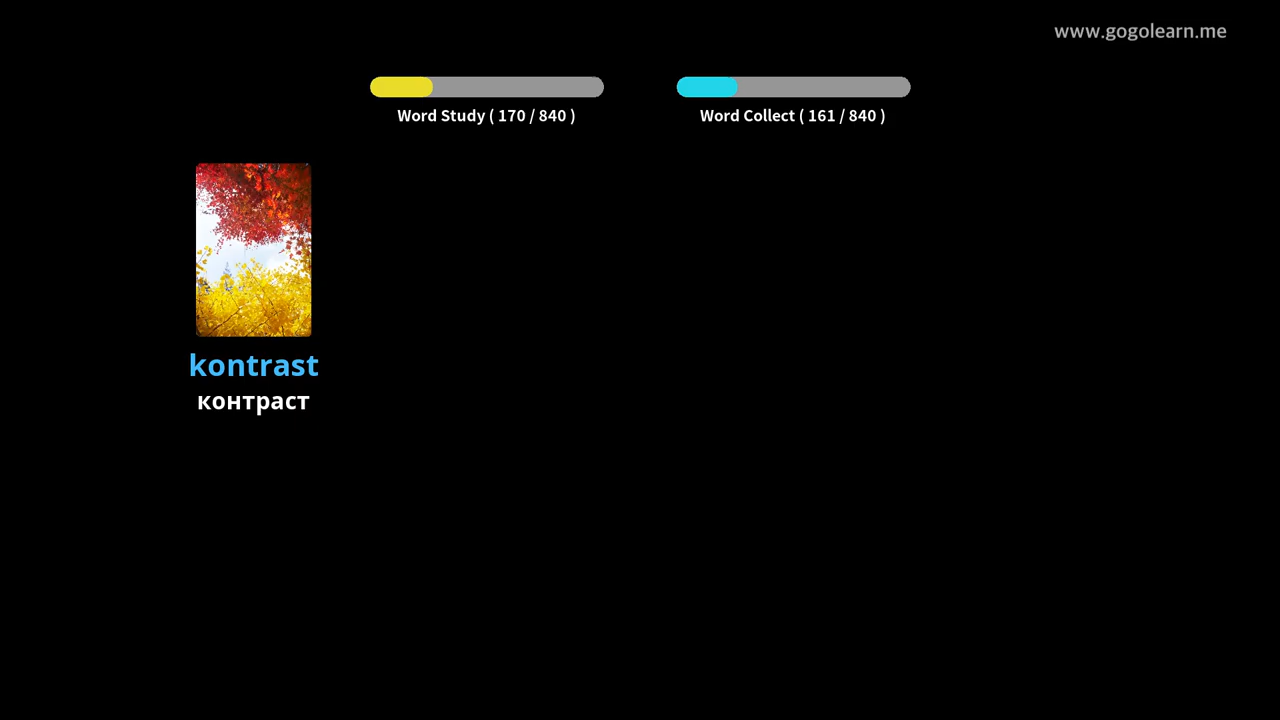 www.gogolearn.me
Word Study ( 170 / 840 )
Word Collect ( 161 / 840 )
kontrast
контраст